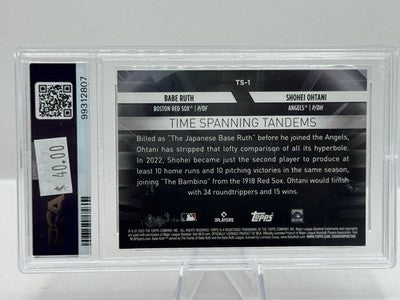 TS-1
BABE RUTH
BOSTON RED SOX® | P/OF
SHOHEI OHTANI
ANGELS® | P/DH
TIME SPANNING TANDEMS
Billed as "The Japanese Babe Ruth" before he joined the Angels,
Ohtani has stripped that lofty comparison of all its hyperbole.
In 2022, Shohei became just the second player to produce at
least 10 home runs and 10 pitching victories in the same season,
joining "The Bambino" from the 1918 Red Sox. Ohtani would finish
with 34 roundtrippers and 15 wins.
99312807
$ 40.00
PLAYERS
Topps